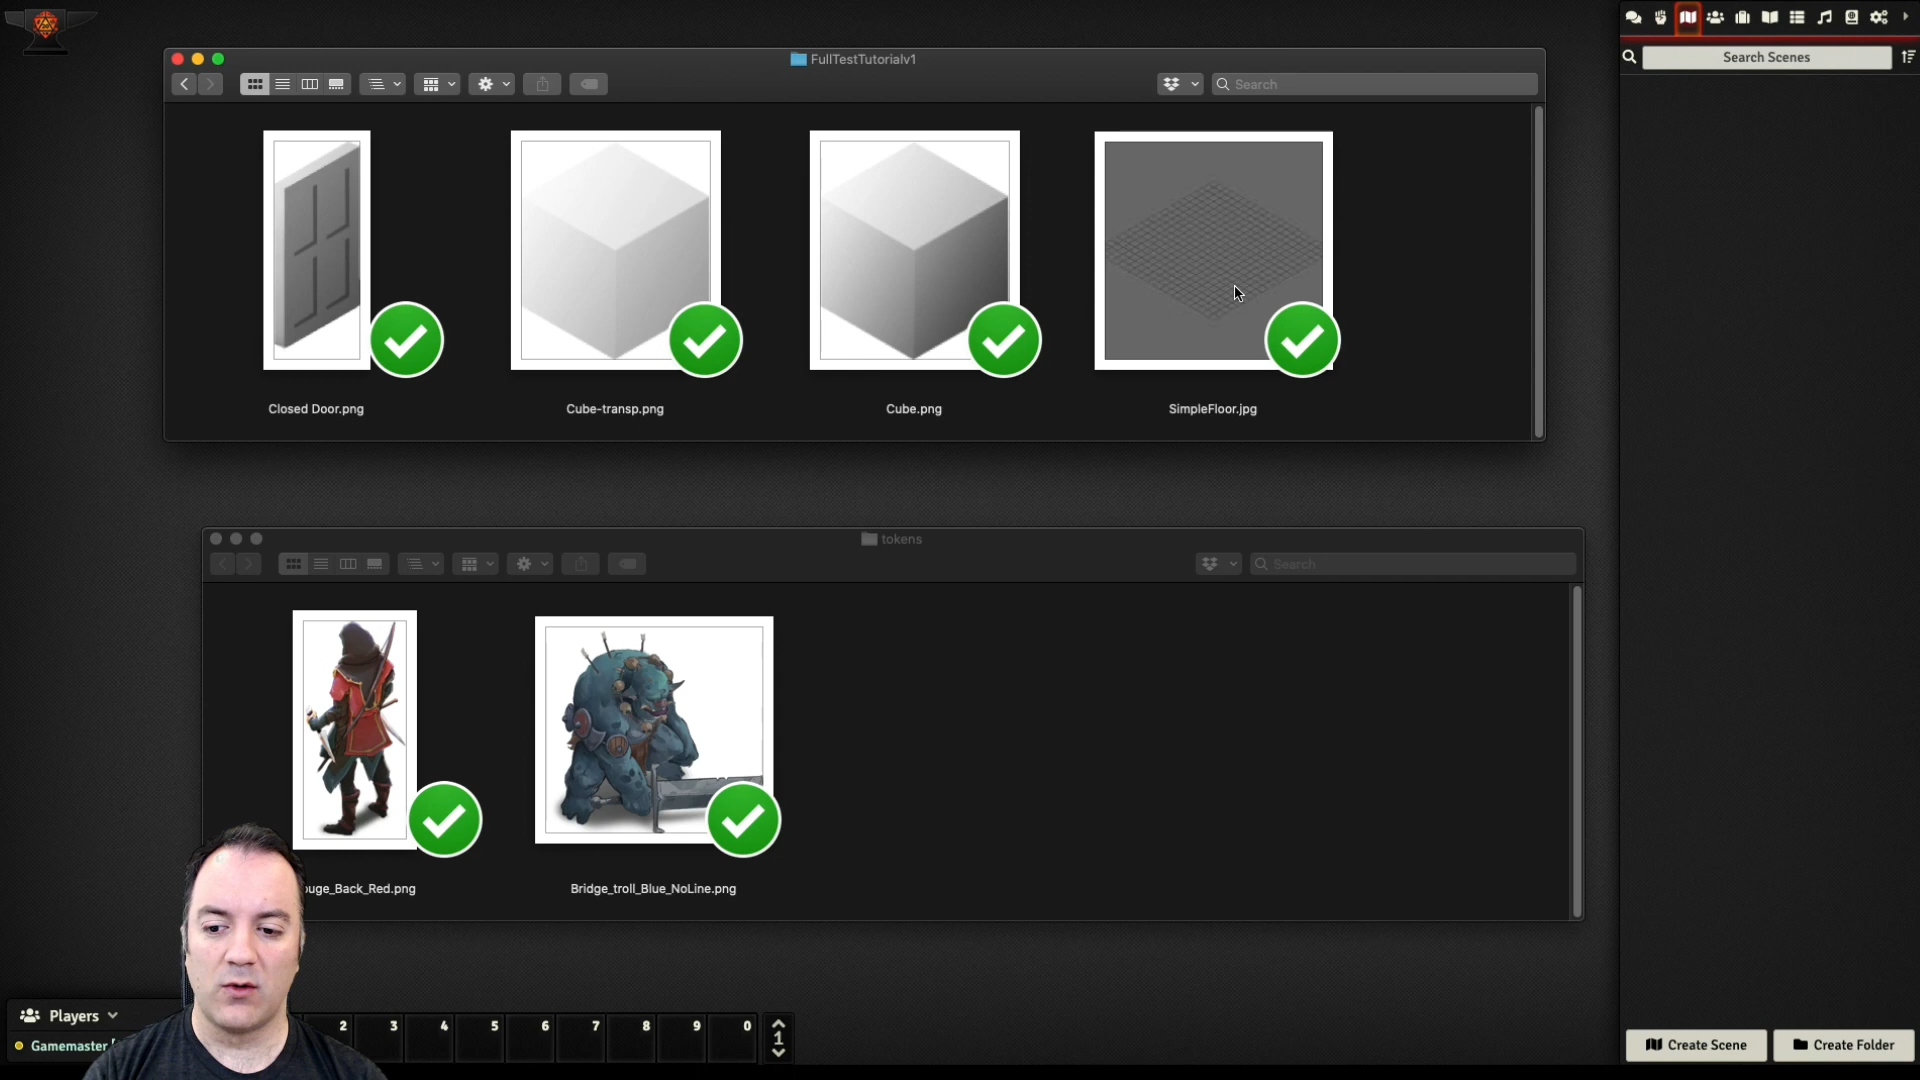 FullTestTutorialv1
Search
Search Scenes
Closed Door.png
Cube-transp.png
Cube.png
SimpleFloor.jpg
tokens
Search
uge_Back_Red.png
Bridge_troll_Blue_NoLine.png
Players
Gamemaster
2 3 4 5 6 7 8 9 0
1
Create Scene
Create Folder